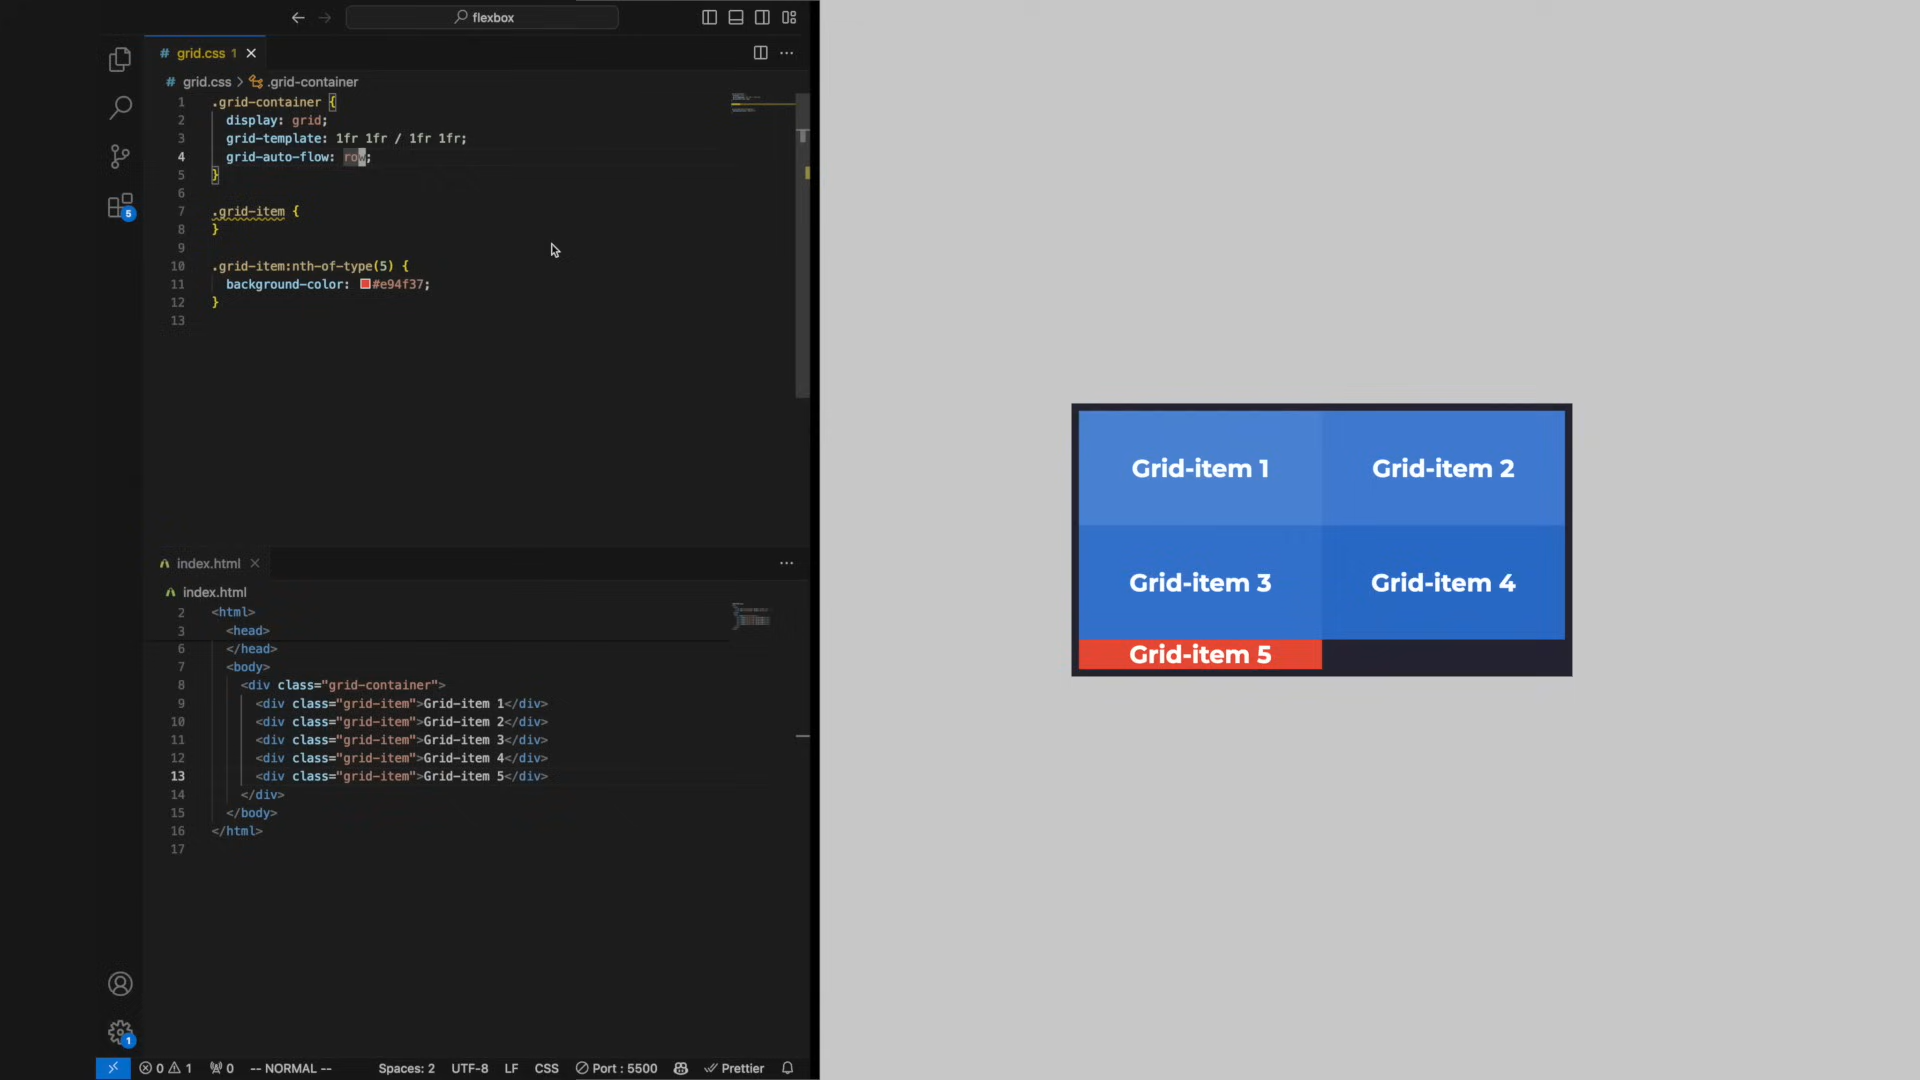 flexbox
# grid.css 1
# grid.css > .grid-container
1 .grid-container {
2 display: grid;
3 grid-template: 1fr 1fr / 1fr 1fr;
4 grid-auto-flow: row;
5 }
6
7 .grid-item {
8 }
9
10 .grid-item:nth-of-type(5) {
11 background-color: #e94f37;
12 }
13
5
index.html
index.html
2 <html>
3 <head>
6 </head>
7 <body>
8 <div class="grid-container">
9 <div class="grid-item">Grid-item 1</div>
10 <div class="grid-item">Grid-item 2</div>
11 <div class="grid-item">Grid-item 3</div>
12 <div class="grid-item">Grid-item 4</div>
13 <div class="grid-item">Grid-item 5</div>
14 </div>
15 </body>
16 </html>
17
1
0 1 0 -- NORMAL -- Spaces: 2 UTF-8 LF CSS Port : 5500 Prettier
Grid-item 1 Grid-item 2
Grid-item 3 Grid-item 4
Grid-item 5